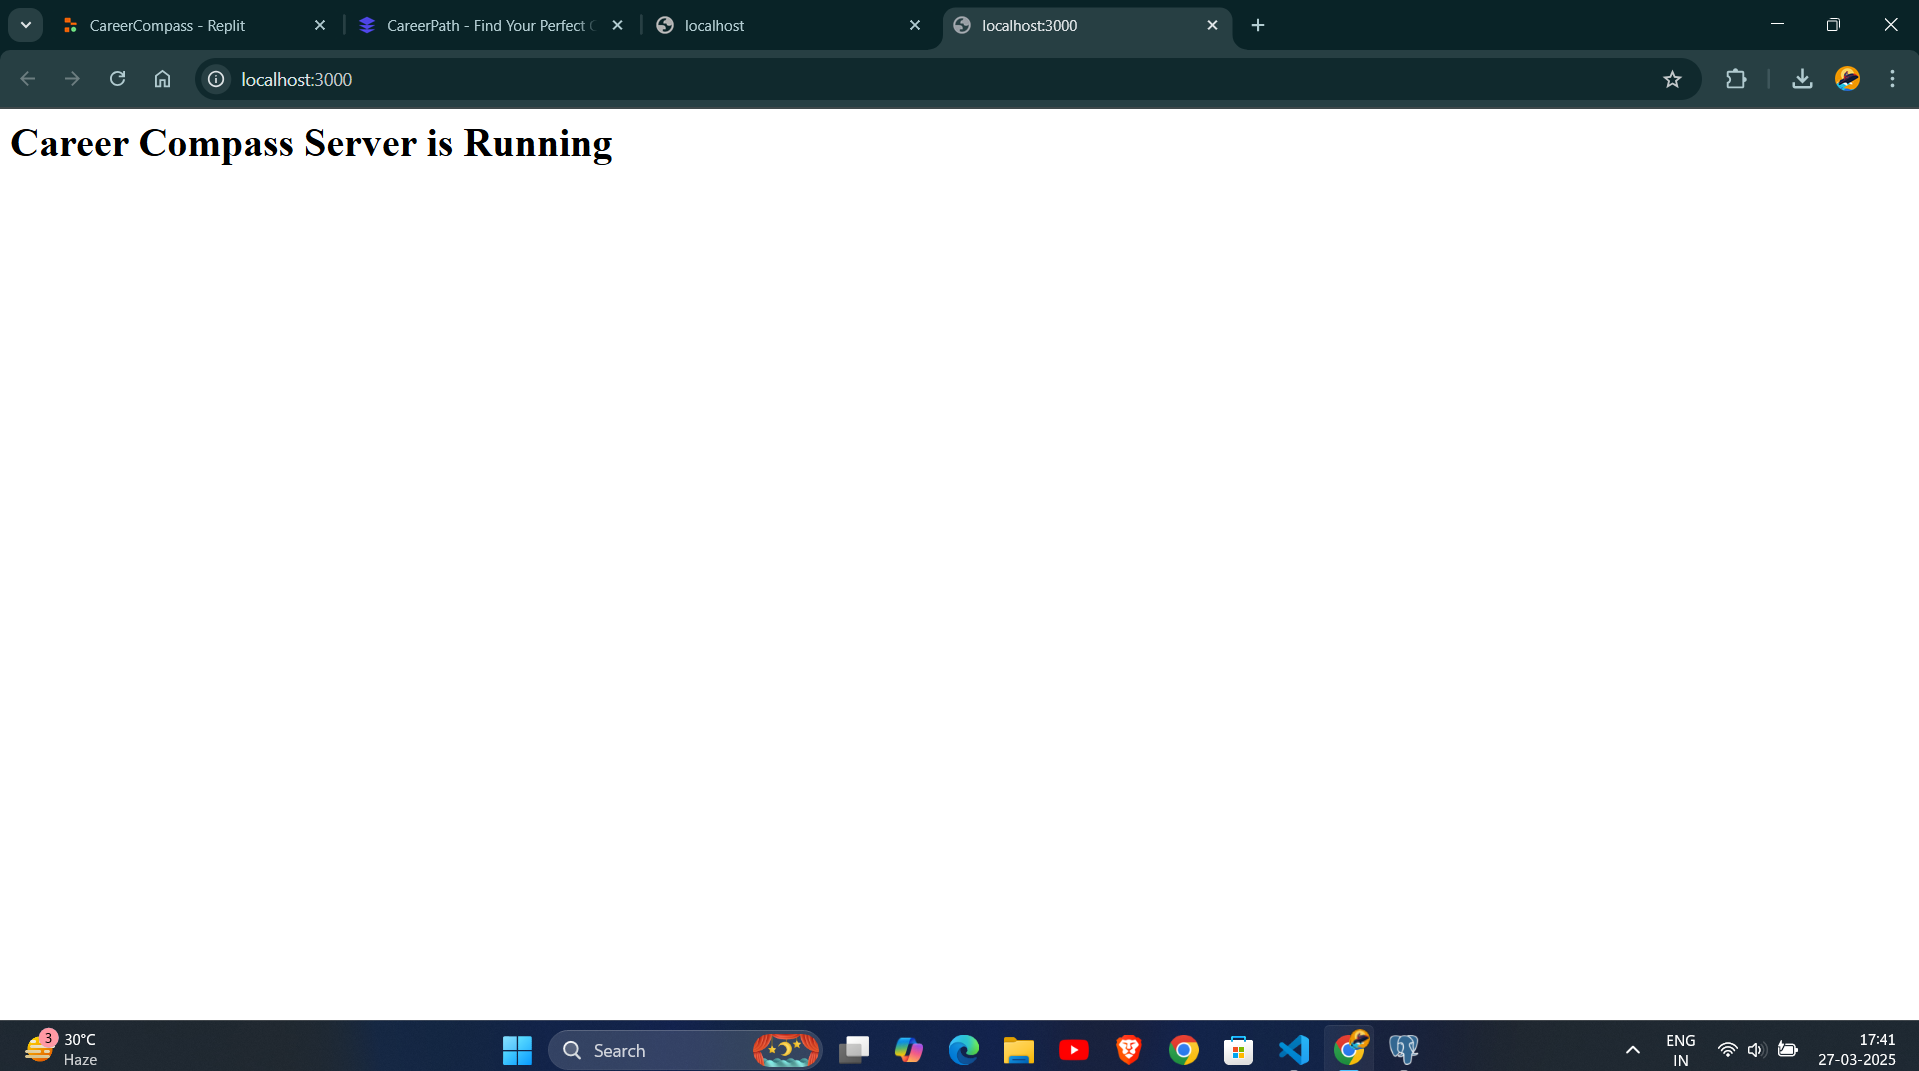 CareerCompass - Replit
CareerPath - Find Your Perfect
localhost
localhost:3000
localhost:3000
Career Compass Server is Running
3
30°C
Haze
Search
ENG
IN
17:41
27-03-2025